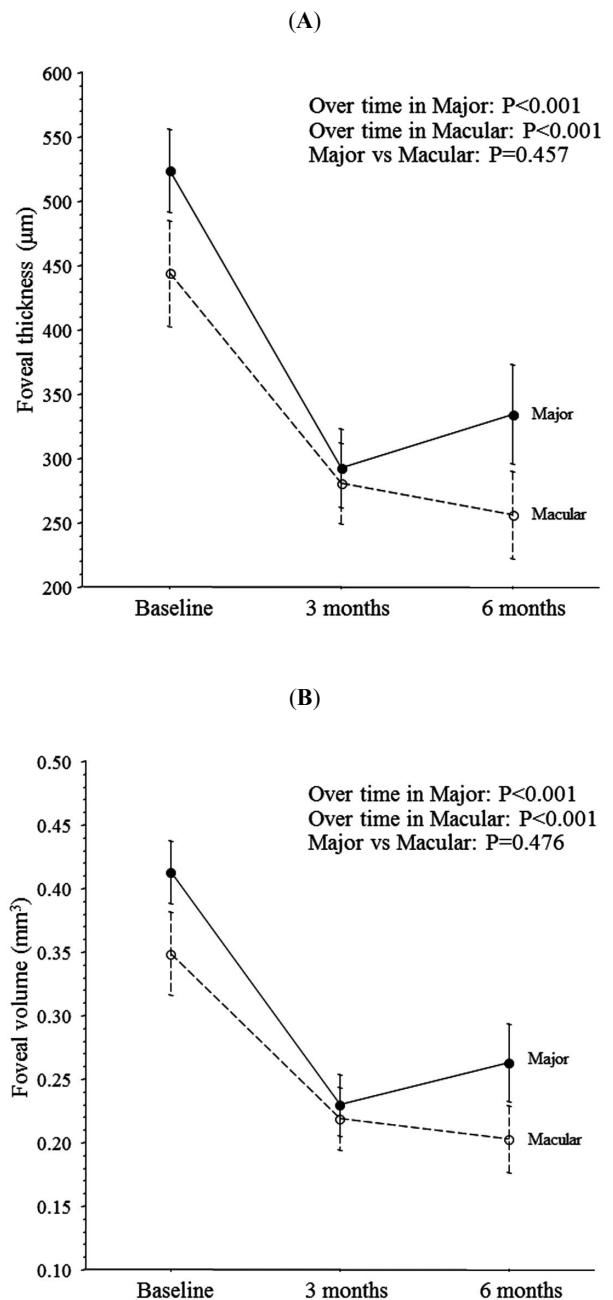 (A)
600
550
500
450
400
350
300
250
200
Foveal thickness (µm)
Over time in Major: P<0.001
Over time in Macular: P<0.001
Major vs Macular: P=0.457
Major
Macular
Baseline 3 months 6 months
(B)
0.50
0.45
0.40
0.35
0.30
0.25
0.20
0.15
0.10
Foveal volume (mm³)
Over time in Major: P<0.001
Over time in Macular: P<0.001
Major vs Macular: P=0.476
Major
Macular
Baseline 3 months 6 months